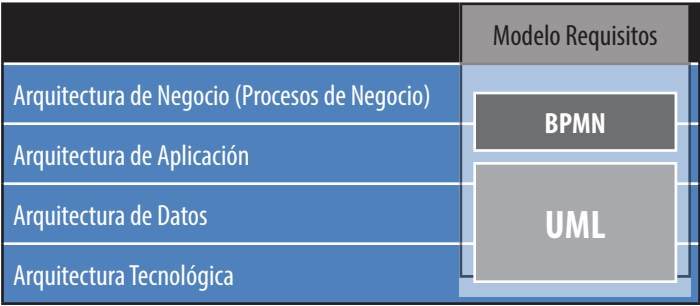 Modelo Requisitos
Arquitectura de Negocio (Procesos de Negocio)
BPMN
Arquitectura de Aplicación
Arquitectura de Datos
UML
Arquitectura Tecnológica